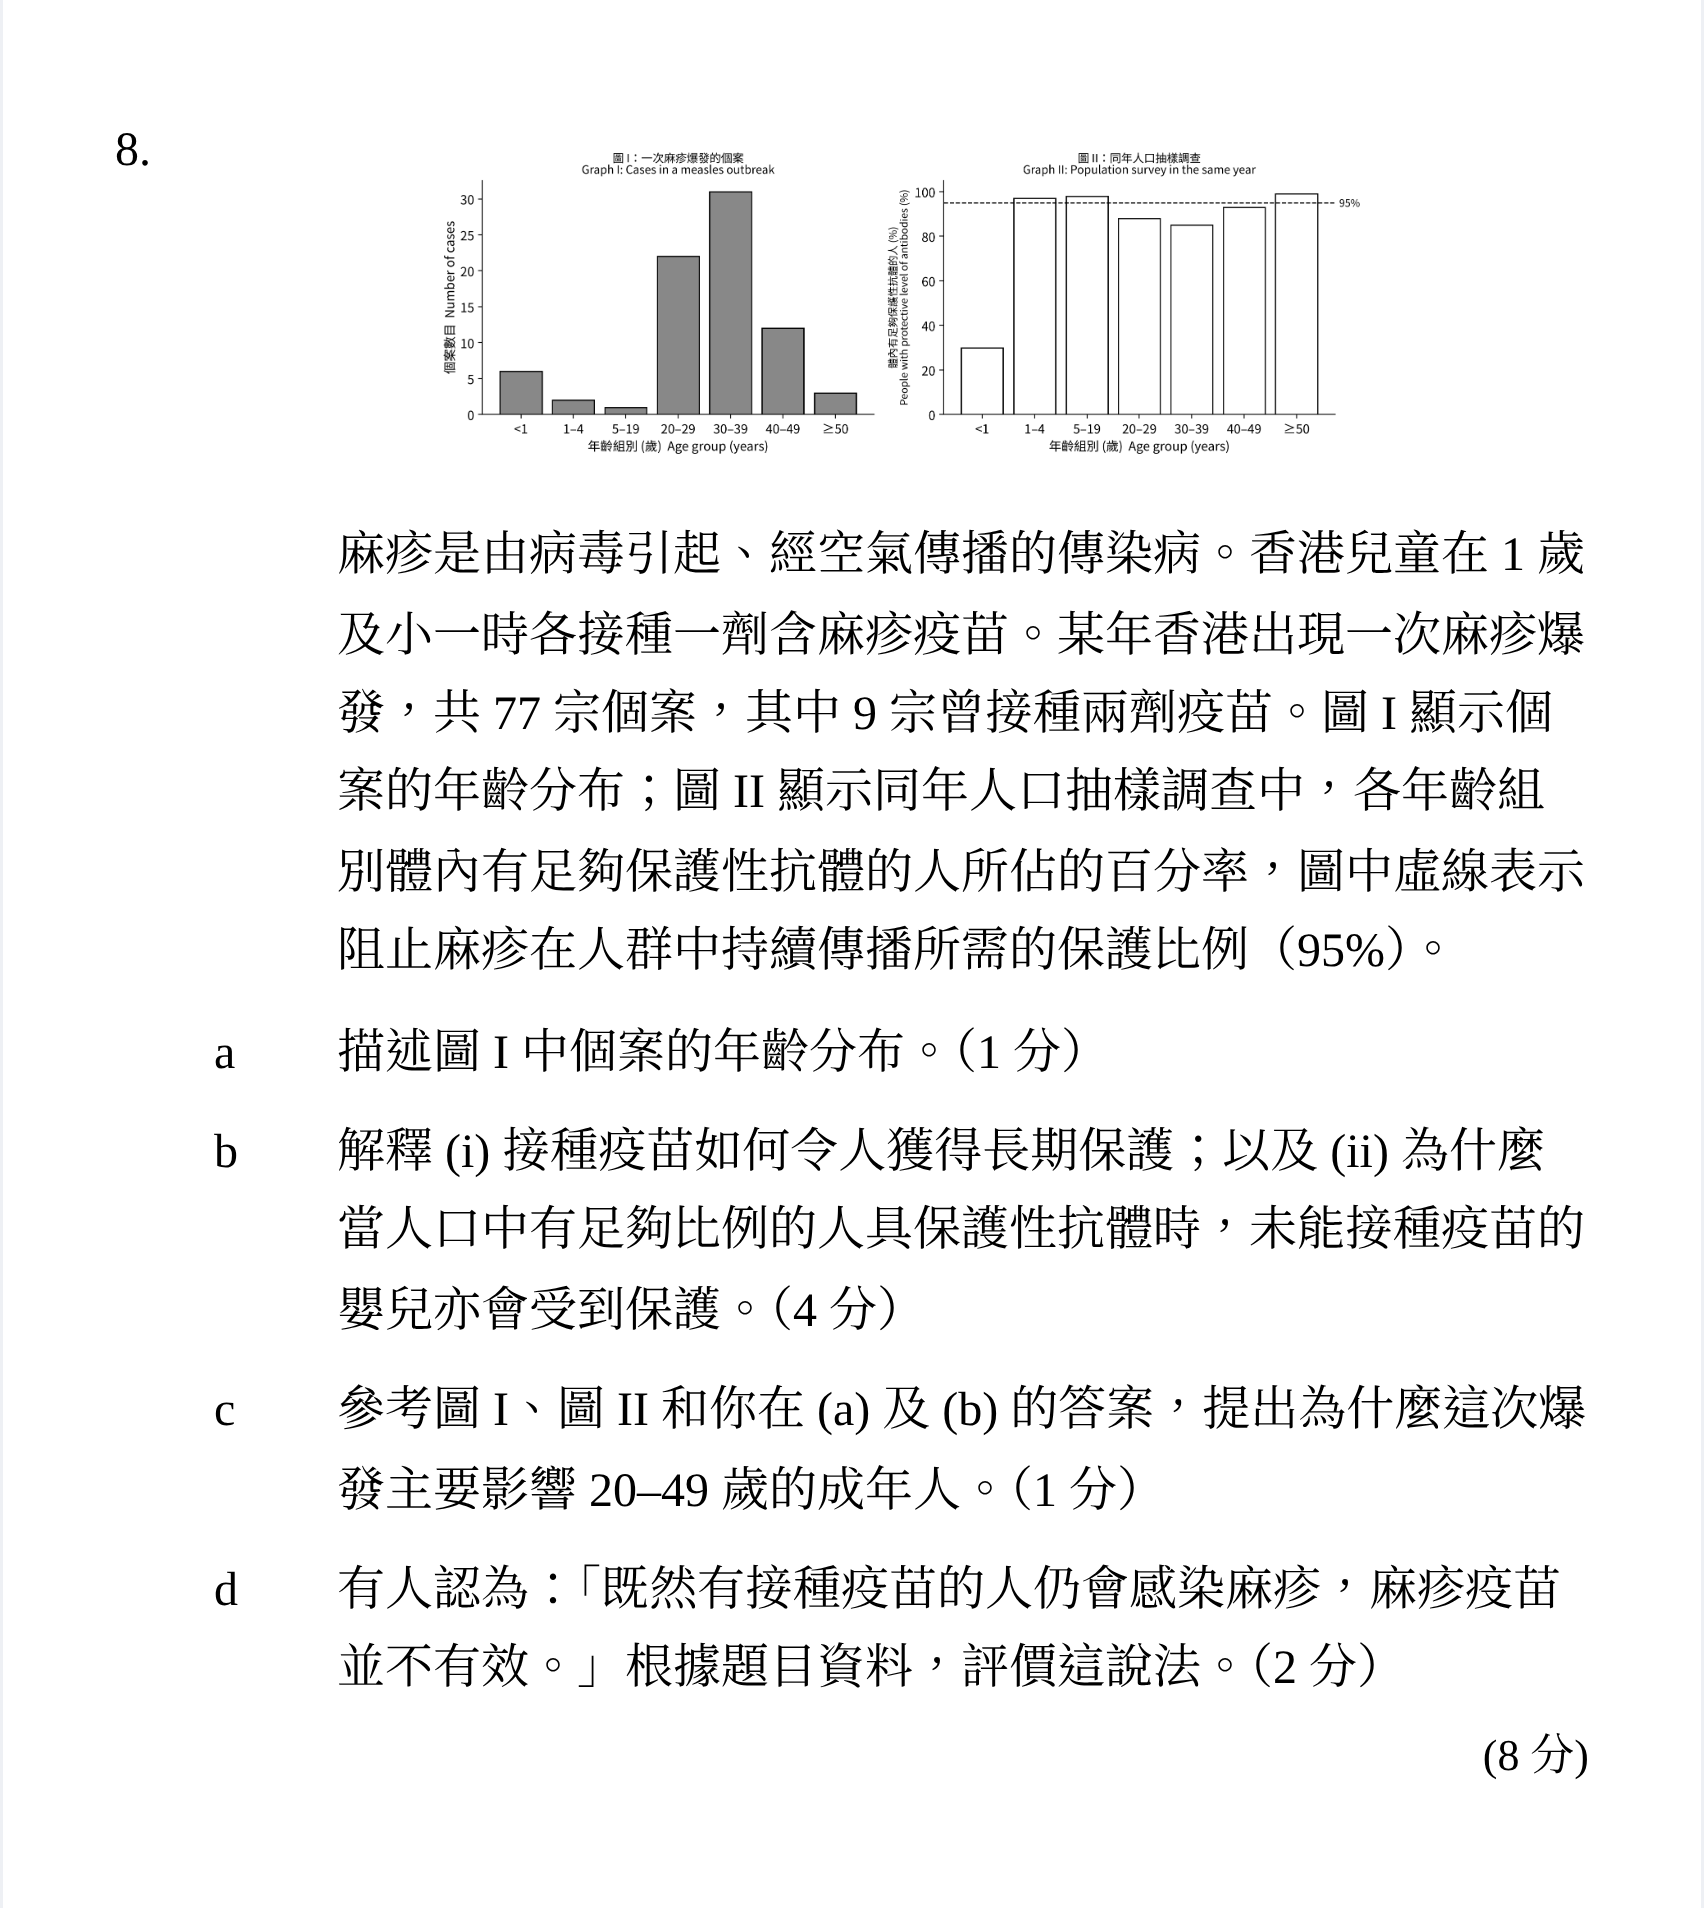 8.
圖 I：一次麻疹爆發的個案
Graph I: Cases in a measles outbreak
個案數目 Number of cases
30
25
20
15
10
5
0
<1 1–4 5–19 20–29 30–39 40–49 ≥50
年齡組別 (歲) Age group (years)
圖 II：同年人口抽樣調查
Graph II: Population survey in the same year
體內有足夠保護性抗體的人 (%)
People with protective level of antibodies (%)
100
80
60
40
20
0
95%
<1 1–4 5–19 20–29 30–39 40–49 ≥50
年齡組別 (歲) Age group (years)
麻疹是由病毒引起、經空氣傳播的傳染病。香港兒童在 1 歲
及小一時各接種一劑含麻疹疫苗。某年香港出現一次麻疹爆
發，共 77 宗個案，其中 9 宗曾接種兩劑疫苗。圖 I 顯示個
案的年齡分布；圖 II 顯示同年人口抽樣調查中，各年齡組
別體內有足夠保護性抗體的人所佔的百分率，圖中虛線表示
阻止麻疹在人群中持續傳播所需的保護比例（95%）。
a 描述圖 I 中個案的年齡分布。（1 分）
b 解釋 (i) 接種疫苗如何令人獲得長期保護；以及 (ii) 為什麼
當人口中有足夠比例的人具保護性抗體時，未能接種疫苗的
嬰兒亦會受到保護。（4 分）
c 參考圖 I、圖 II 和你在 (a) 及 (b) 的答案，提出為什麼這次爆
發主要影響 20–49 歲的成年人。（1 分）
d 有人認為：「既然有接種疫苗的人仍會感染麻疹，麻疹疫苗
並不有效。」根據題目資料，評價這說法。（2 分）
(8 分)